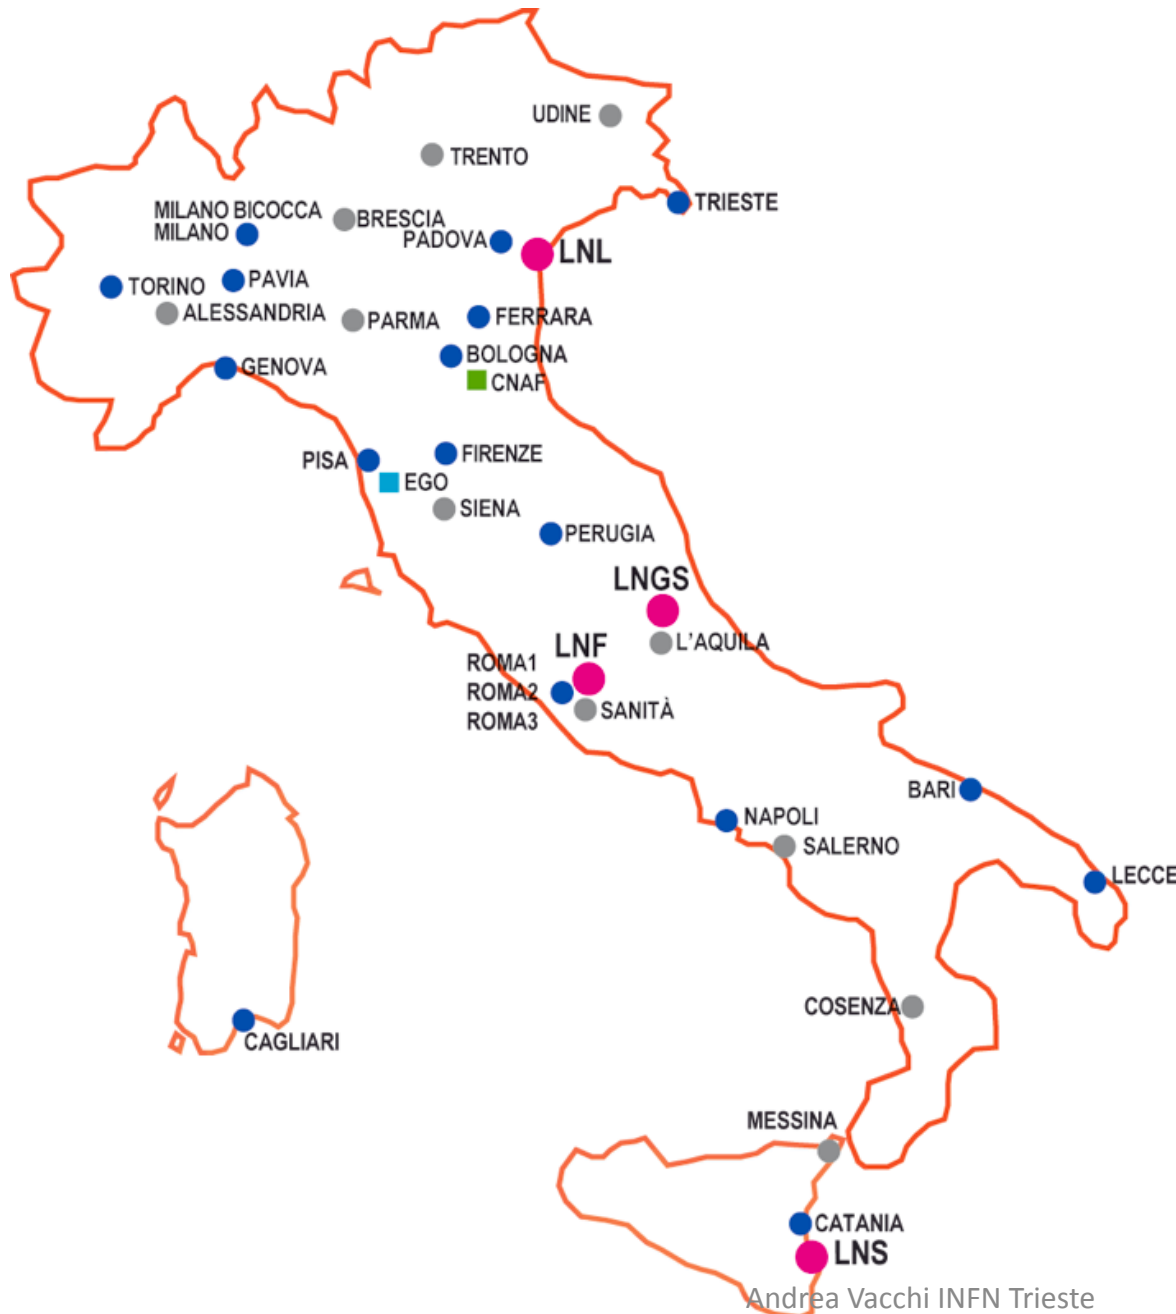 UDINE
TRENTO
TRIESTE
MILANO BICOCCA
MILANO
BRESCIA
PADOVA
LNL
TORINO
PAVIA
ALESSANDRIA
PARMA
FERRARA
BOLOGNA
CNAF
GENOVA
PISA
FIRENZE
EGO
SIENA
PERUGIA
LNGS
L'AQUILA
LNF
ROMA1
ROMA2
ROMA3
SANITÀ
BARI
NAPOLI
SALERNO
LECCE
COSENZA
CAGLIARI
MESSINA
CATANIA
LNS
Andrea Vacchi INFN Trieste